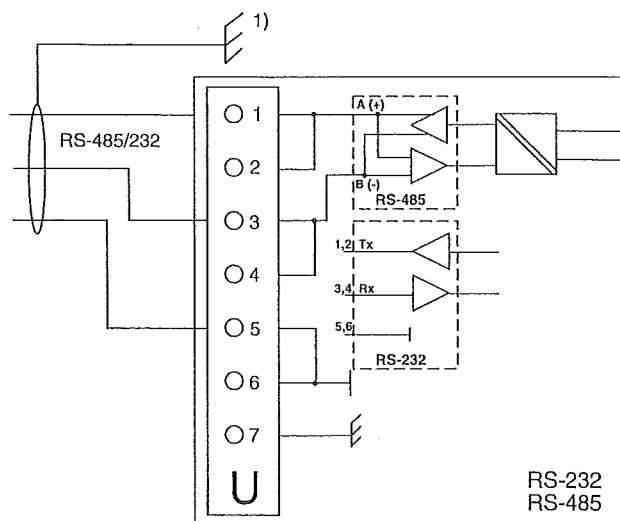 1)
RS-485/232
1
2
3
4
5
6
7
U
A (+)
B (-)
RS-485
1,2 Tx
3,4 Rx
5,6
RS-232
RS-232
RS-485